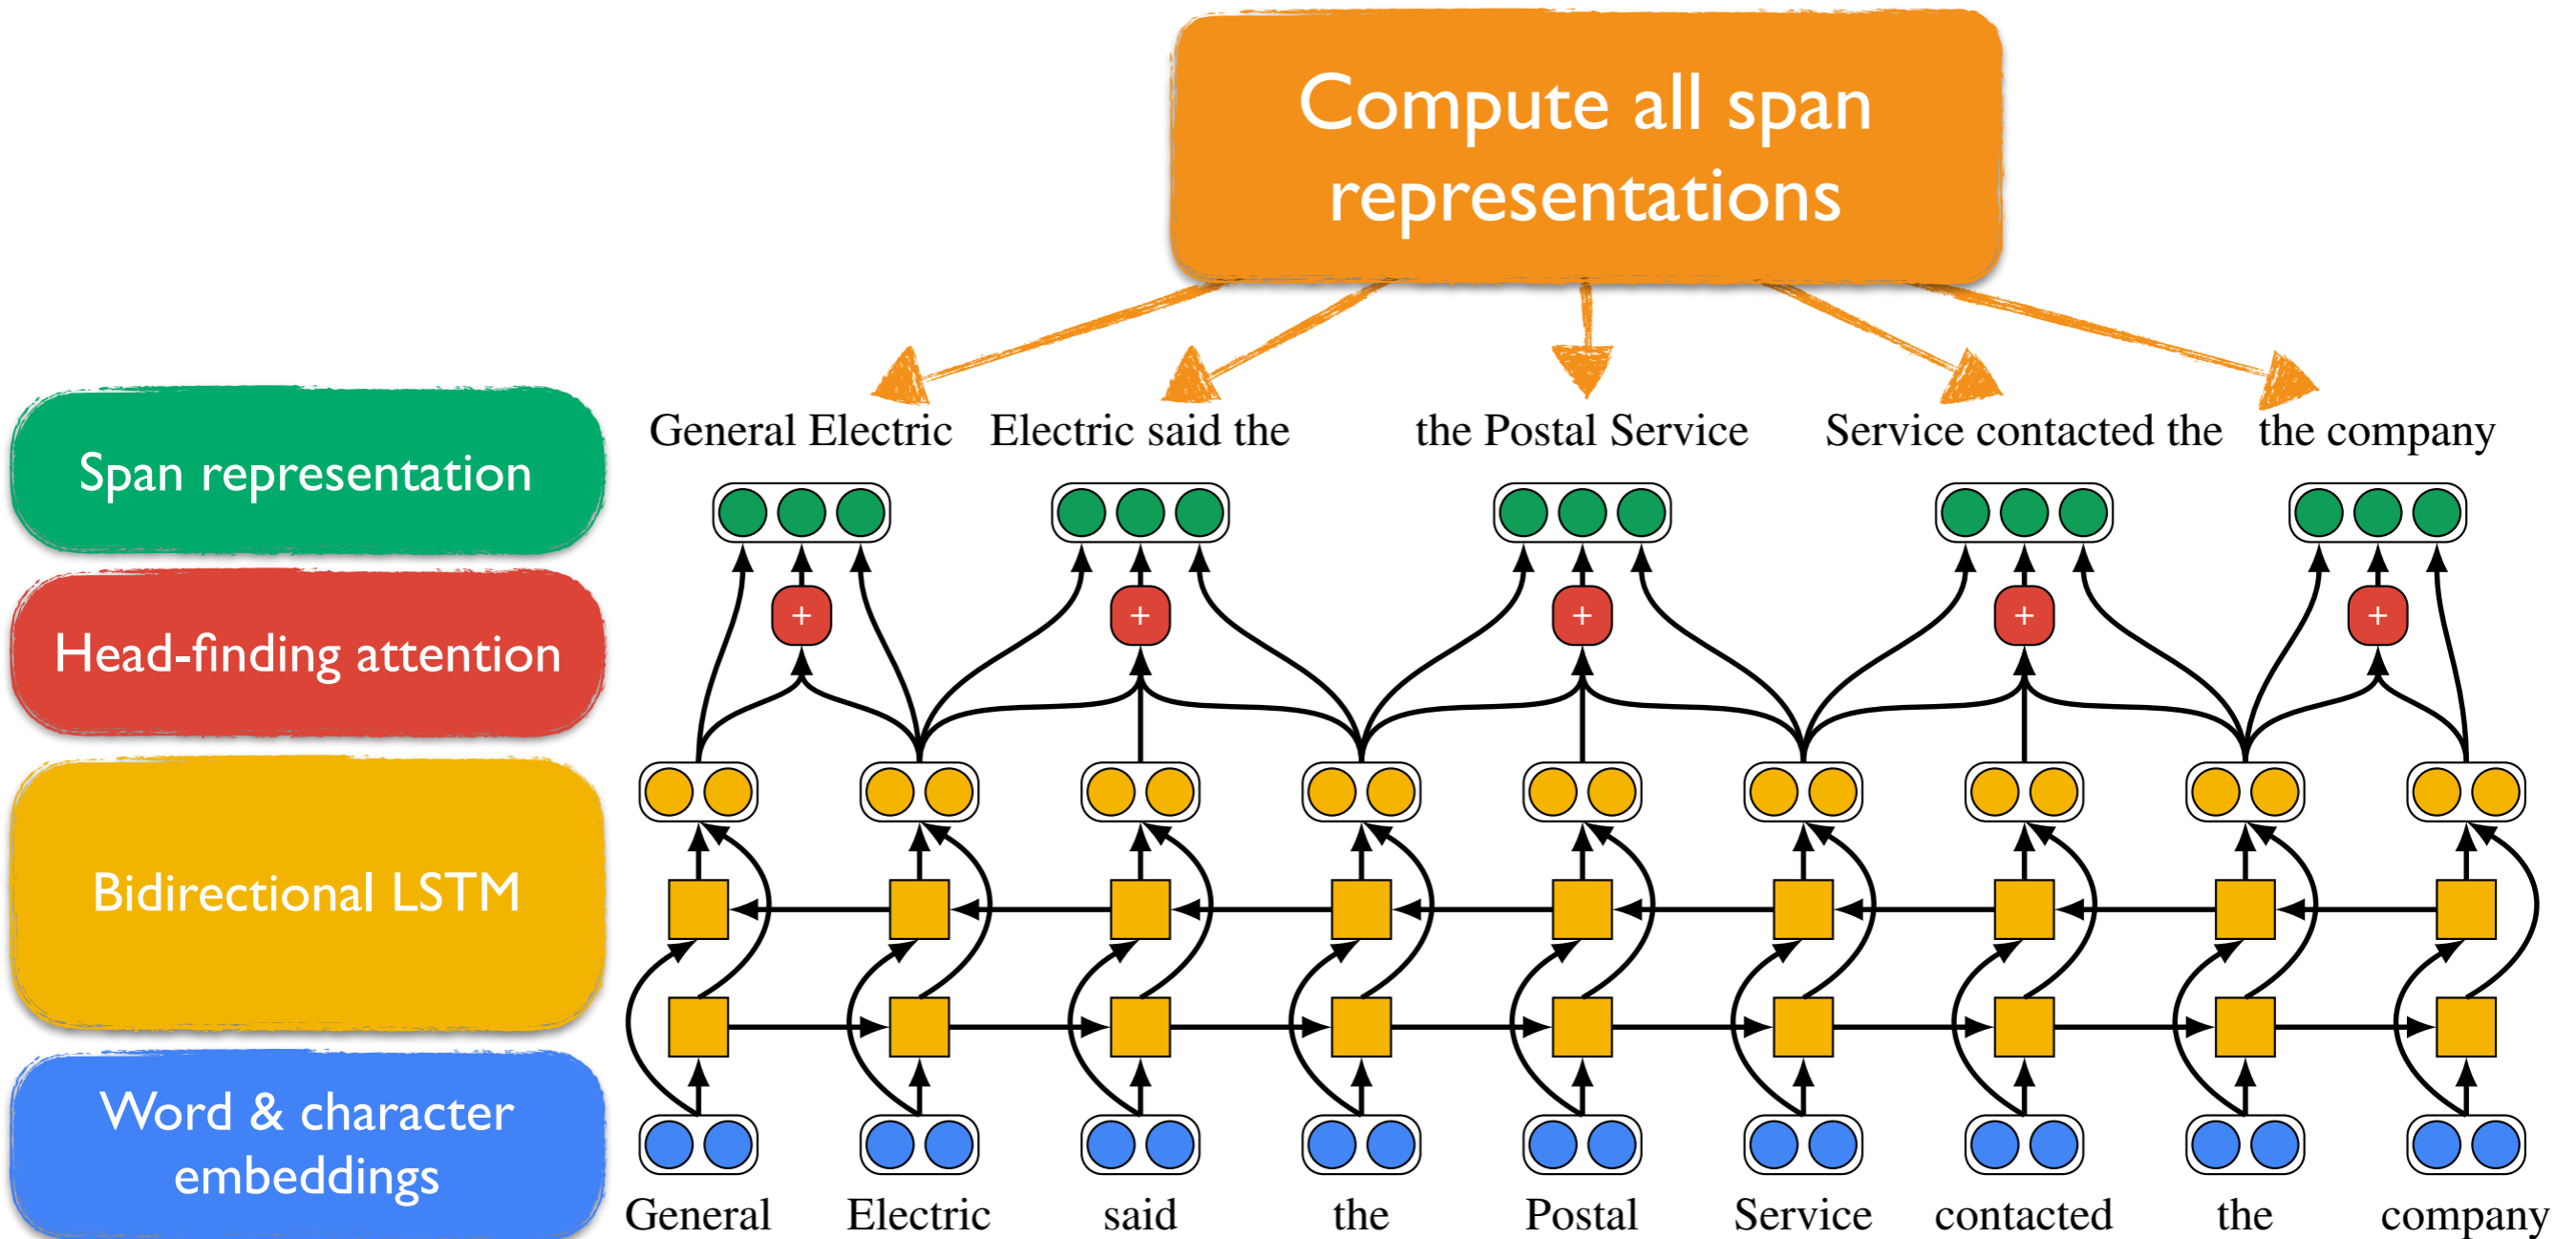 Compute all span
representations
General Electric Electric said the the Postal Service Service contacted the the company
Span representation
+ + + + +
Head-finding attention
Bidirectional LSTM
Word & character
embeddings
General Electric said the Postal Service contacted the company